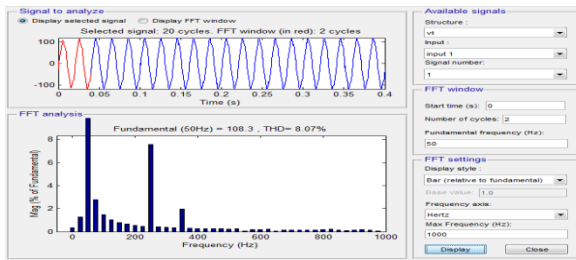 Signal to analyze
Display selected signal Display FFT window
Selected signal: 20 cycles. FFT window (in red): 2 cycles
100
0
-100
0 0.05 0.1 0.15 0.2 0.25 0.3 0.35 0.4
Time (s)
FFT analysis
Fundamental (50Hz) = 108.3 , THD= 8.07%
Mag (% of Fundamental)
8
6
4
2
0
0 200 400 600 800 1000
Frequency (Hz)
Available signals
Structure :
vt
Input :
input 1
Signal number:
1
FFT window
Start time (s): 0
Number of cycles: 2
Fundamental frequency (Hz):
50
FFT settings
Display style :
Bar (relative to fundamental)
Base value: 1.0
Frequency axis:
Hertz
Max Frequency (Hz):
1000
Display Close